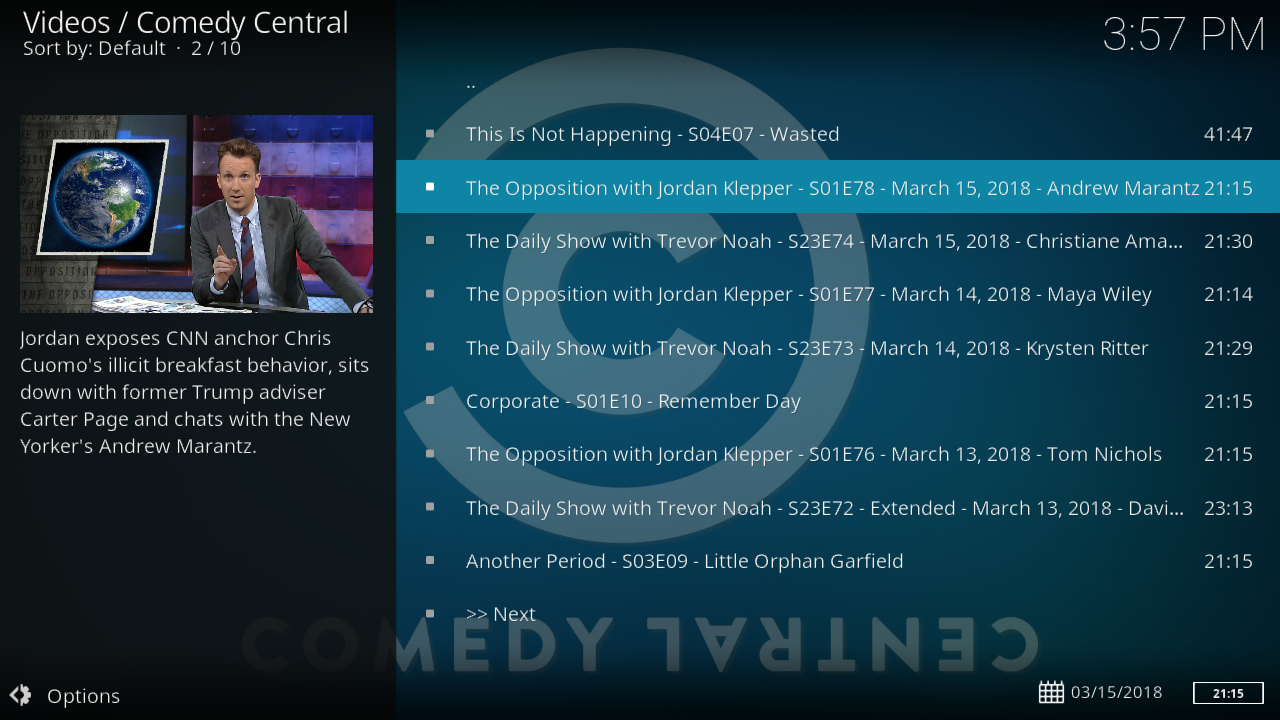 Videos / Comedy Central
Sort by: Default · 2 / 10
3:57 PM
THE OPPOSITION
Jordan exposes CNN anchor Chris
Cuomo's illicit breakfast behavior, sits
down with former Trump adviser
Carter Page and chats with the New
Yorker's Andrew Marantz.
..
This Is Not Happening - S04E07 - Wasted 41:47
The Opposition with Jordan Klepper - S01E78 - March 15, 2018 - Andrew Marantz 21:15
The Daily Show with Trevor Noah - S23E74 - March 15, 2018 - Christiane Ama... 21:30
The Opposition with Jordan Klepper - S01E77 - March 14, 2018 - Maya Wiley 21:14
The Daily Show with Trevor Noah - S23E73 - March 14, 2018 - Krysten Ritter 21:29
Corporate - S01E10 - Remember Day 21:15
The Opposition with Jordan Klepper - S01E76 - March 13, 2018 - Tom Nichols 21:15
The Daily Show with Trevor Noah - S23E72 - Extended - March 13, 2018 - Davi... 23:13
Another Period - S03E09 - Little Orphan Garfield 21:15
>> Next
COMEDY CENTRAL
Options
03/15/2018
21:15